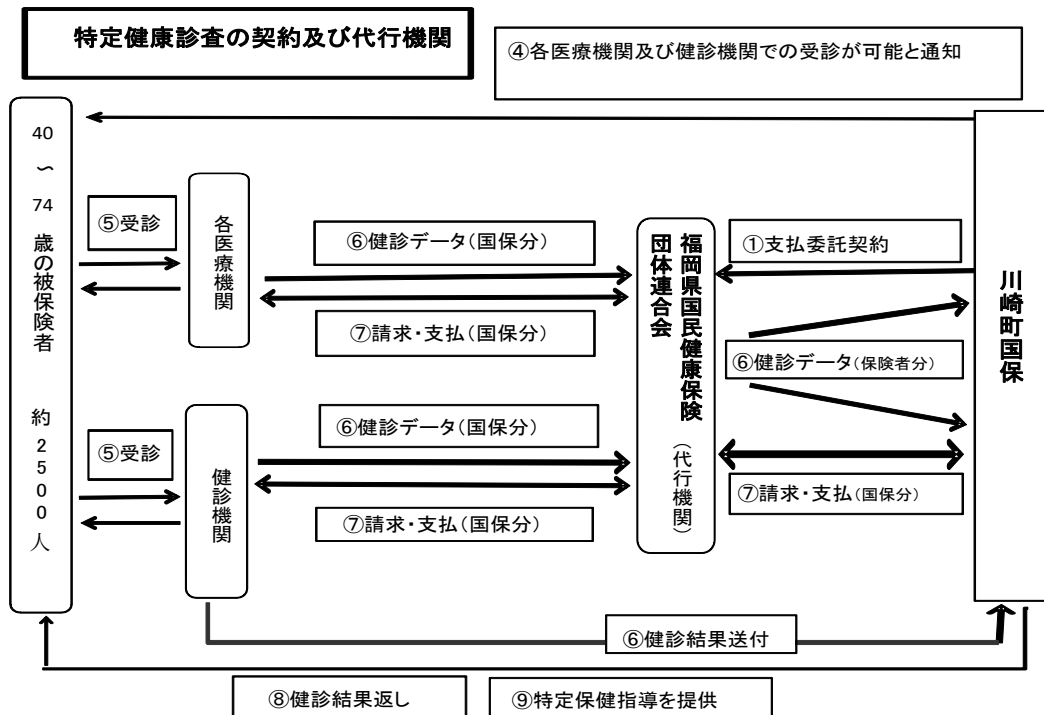 特定健康診査の契約及び代行機関
④各医療機関及び健診機関での受診が可能と通知
40～74歳の被保険者　約2500人
⑤受診
各医療機関
⑥健診データ（国保分）
⑦請求・支払（国保分）
福岡県国民健康保険
団体連合会
（代行機関）
①支払委託契約
⑥健診データ（保険者分）
川崎町国保
⑤受診
健診機関
⑥健診データ（国保分）
⑦請求・支払（国保分）
⑦請求・支払（国保分）
⑥健診結果送付
⑧健診結果返し
⑨特定保健指導を提供